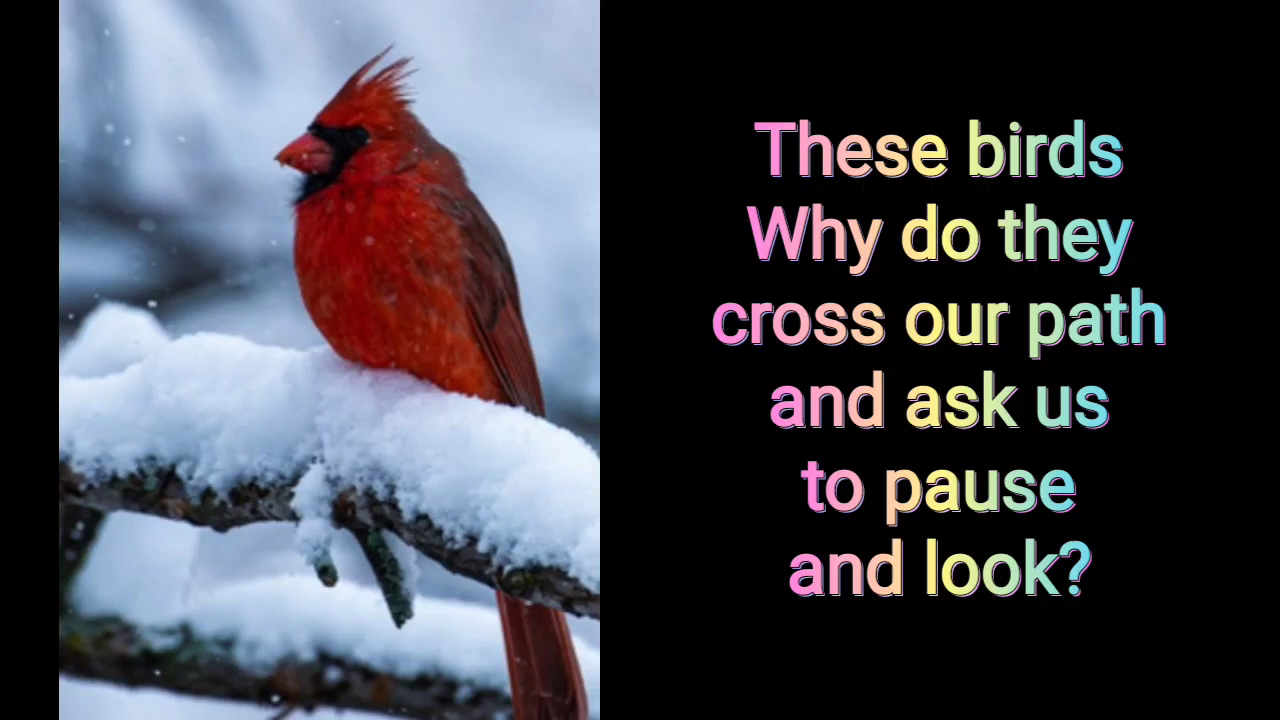 These birds
Why do they
cross our path
and ask us
to pause
and look?